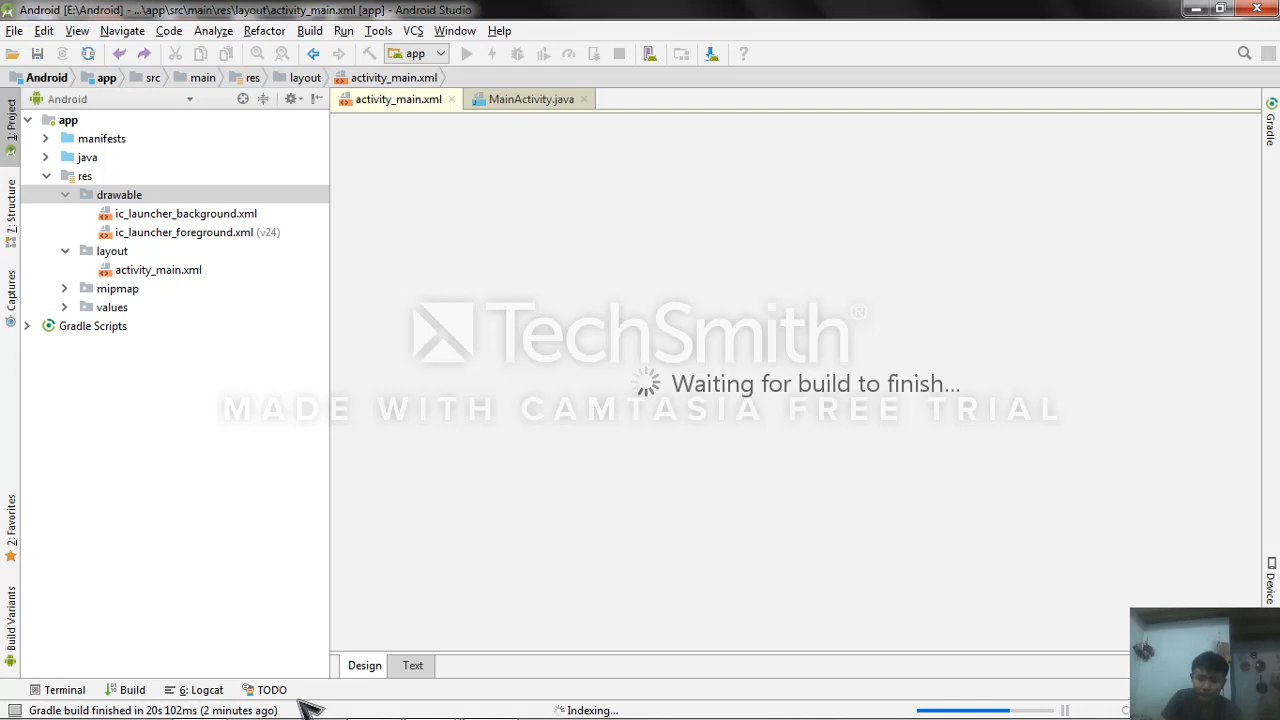 Android [E:\Android] - ...\app\src\main\res\layout\activity_main.xml [app] - Android Studio
File Edit View Navigate Code Analyze Refactor Build Run Tools VCS Window Help
app
Android app src main res layout activity_main.xml
Android
activity_main.xml MainActivity.java
1: Project
Z: Structure
Captures
2: Favorites
Build Variants
app
manifests
java
res
drawable
ic_launcher_background.xml
ic_launcher_foreground.xml (v24)
layout
activity_main.xml
mipmap
values
Gradle Scripts
TechSmith®
Waiting for build to finish...
MADE WITH CAMTASIA FREE TRIAL
Gradle
Device
Design Text
Terminal Build 6: Logcat TODO
Gradle build finished in 20s 102ms (2 minutes ago) Indexing...